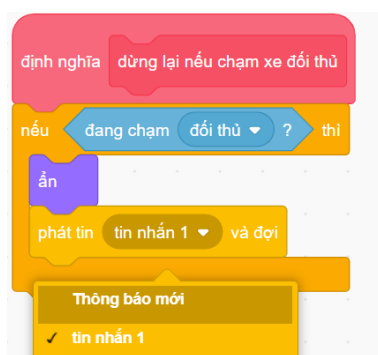 định nghĩa dừng lại nếu chạm xe đối thủ
nếu đang chạm đối thủ ? thì
ẩn
phát tin tin nhắn 1 và đợi
Thông báo mới
✓ tin nhắn 1